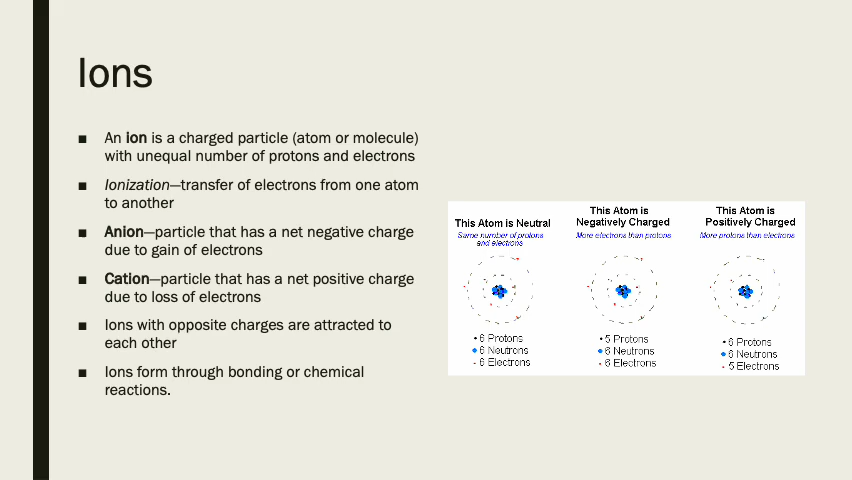 Ions
■ An ion is a charged particle (atom or molecule)
with unequal number of protons and electrons
■ Ionization—transfer of electrons from one atom
to another
■ Anion—particle that has a net negative charge
due to gain of electrons
■ Cation—particle that has a net positive charge
due to loss of electrons
■ Ions with opposite charges are attracted to
each other
■ Ions form through bonding or chemical
reactions.
This Atom is Neutral
Same number of protons
and electrons
• 6 Protons
• 6 Neutrons
• 6 Electrons
This Atom is
Negatively Charged
More electrons than protons
• 5 Protons
• 6 Neutrons
• 6 Electrons
This Atom is
Positively Charged
More protons than electrons
• 6 Protons
• 6 Neutrons
• 5 Electrons